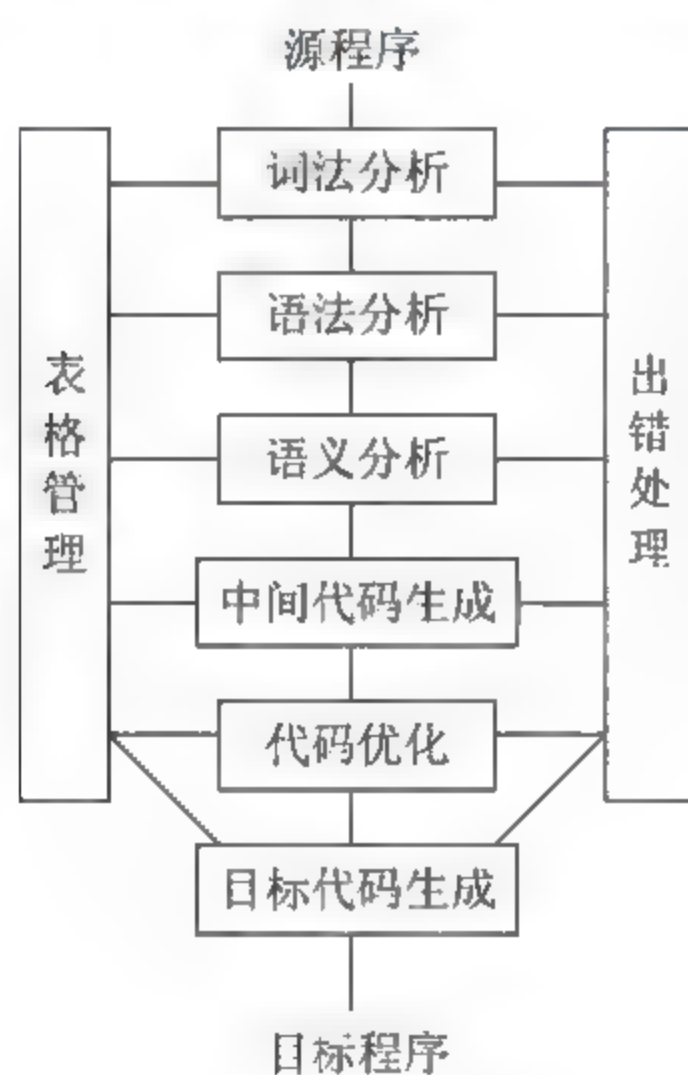 源程序
词法分析
语法分析
表格管理
出错处理
语义分析
中间代码生成
代码优化
目标代码生成
目标程序